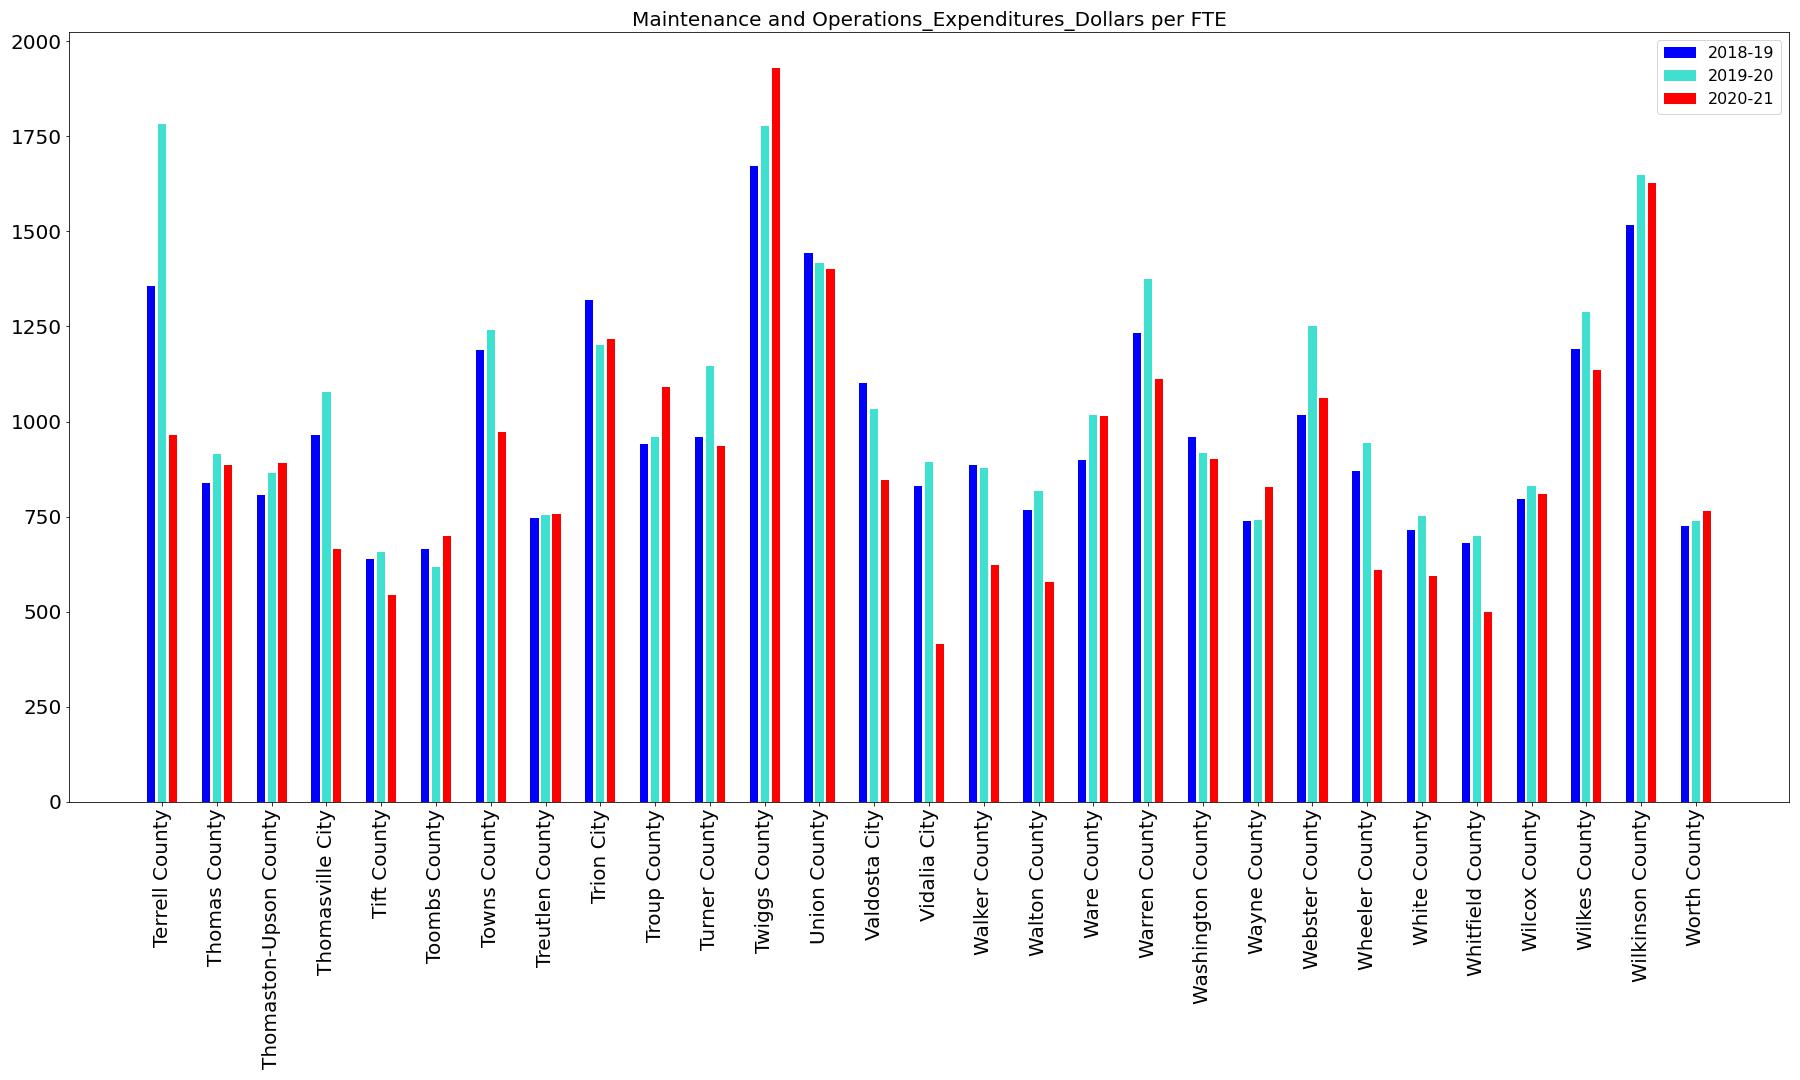 Maintenance and Operations_Expenditures_Dollars per FTE
2018-19
2019-20
2020-21
2000
1750
1500
1250
1000
750
500
250
0
Terrell County
Thomas County
Thomaston-Upson County
Thomasville City
Tift County
Toombs County
Towns County
Treutlen County
Trion City
Troup County
Turner County
Twiggs County
Union County
Valdosta City
Vidalia City
Walker County
Walton County
Ware County
Warren County
Washington County
Wayne County
Webster County
Wheeler County
White County
Whitfield County
Wilcox County
Wilkes County
Wilkinson County
Worth County